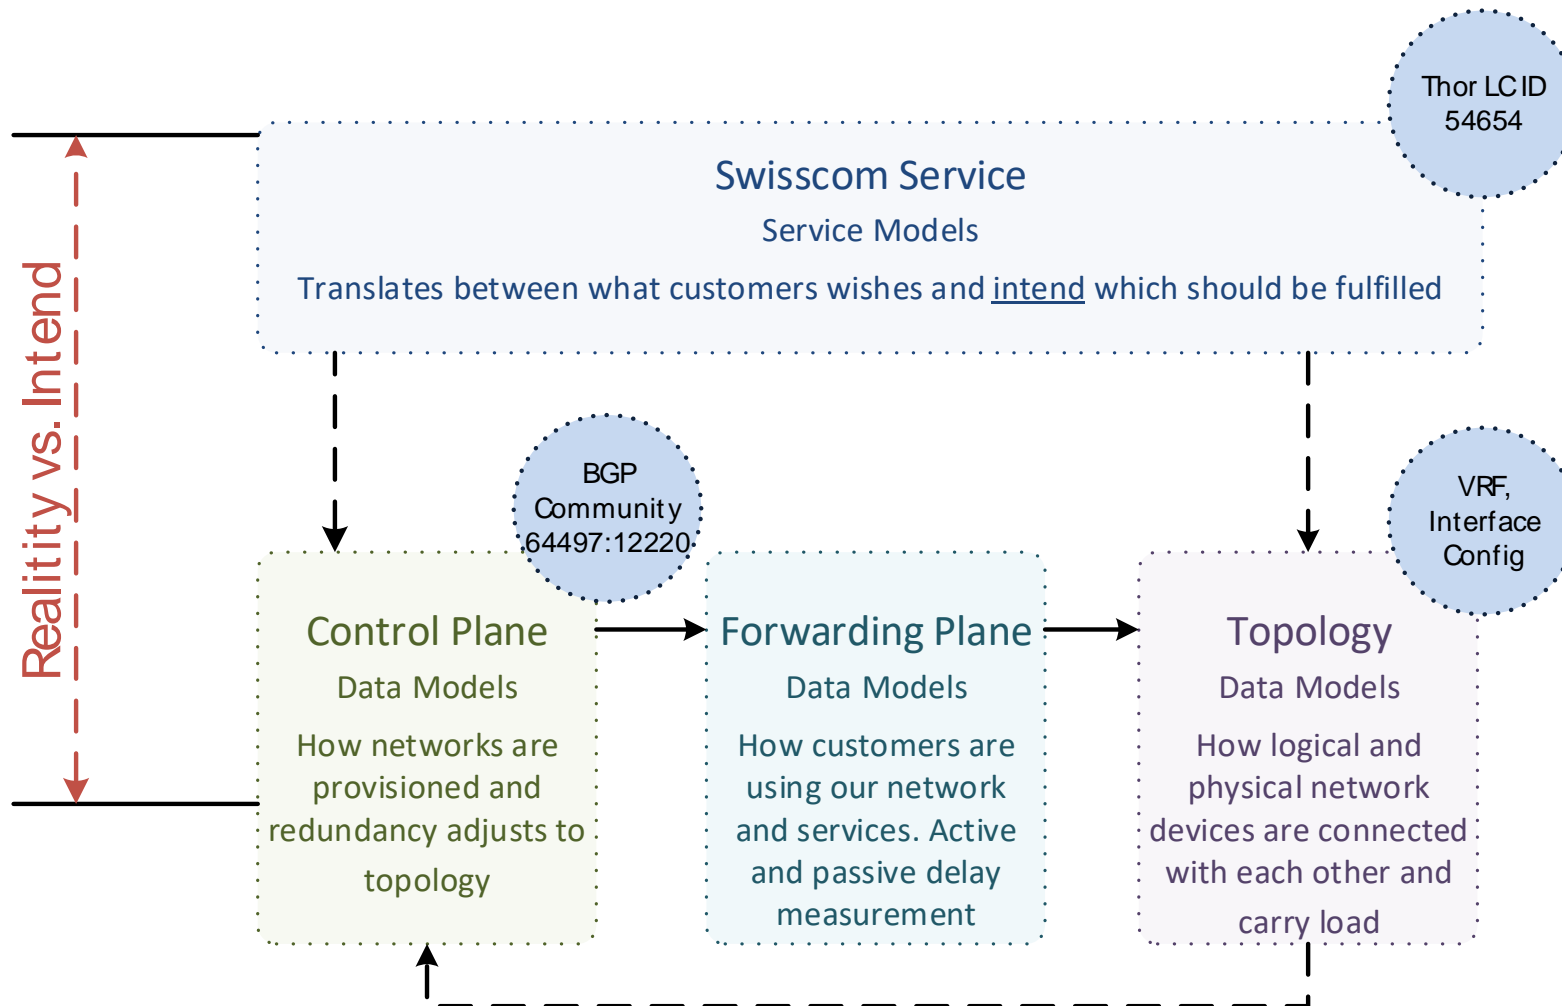 Thor LCID
54654
Swisscom Service
Service Models
Translates between what customers wishes and intend which should be fulfilled
Realitity vs. Intend
BGP
Community
64497:12220
VRF,
Interface
Config
Control Plane
Data Models
How networks are
provisioned and
redundancy adjusts to
topology
Forwarding Plane
Data Models
How customers are
using our network
and services. Active
and passive delay
measurement
Topology
Data Models
How logical and
physical network
devices are connected
with each other and
carry load